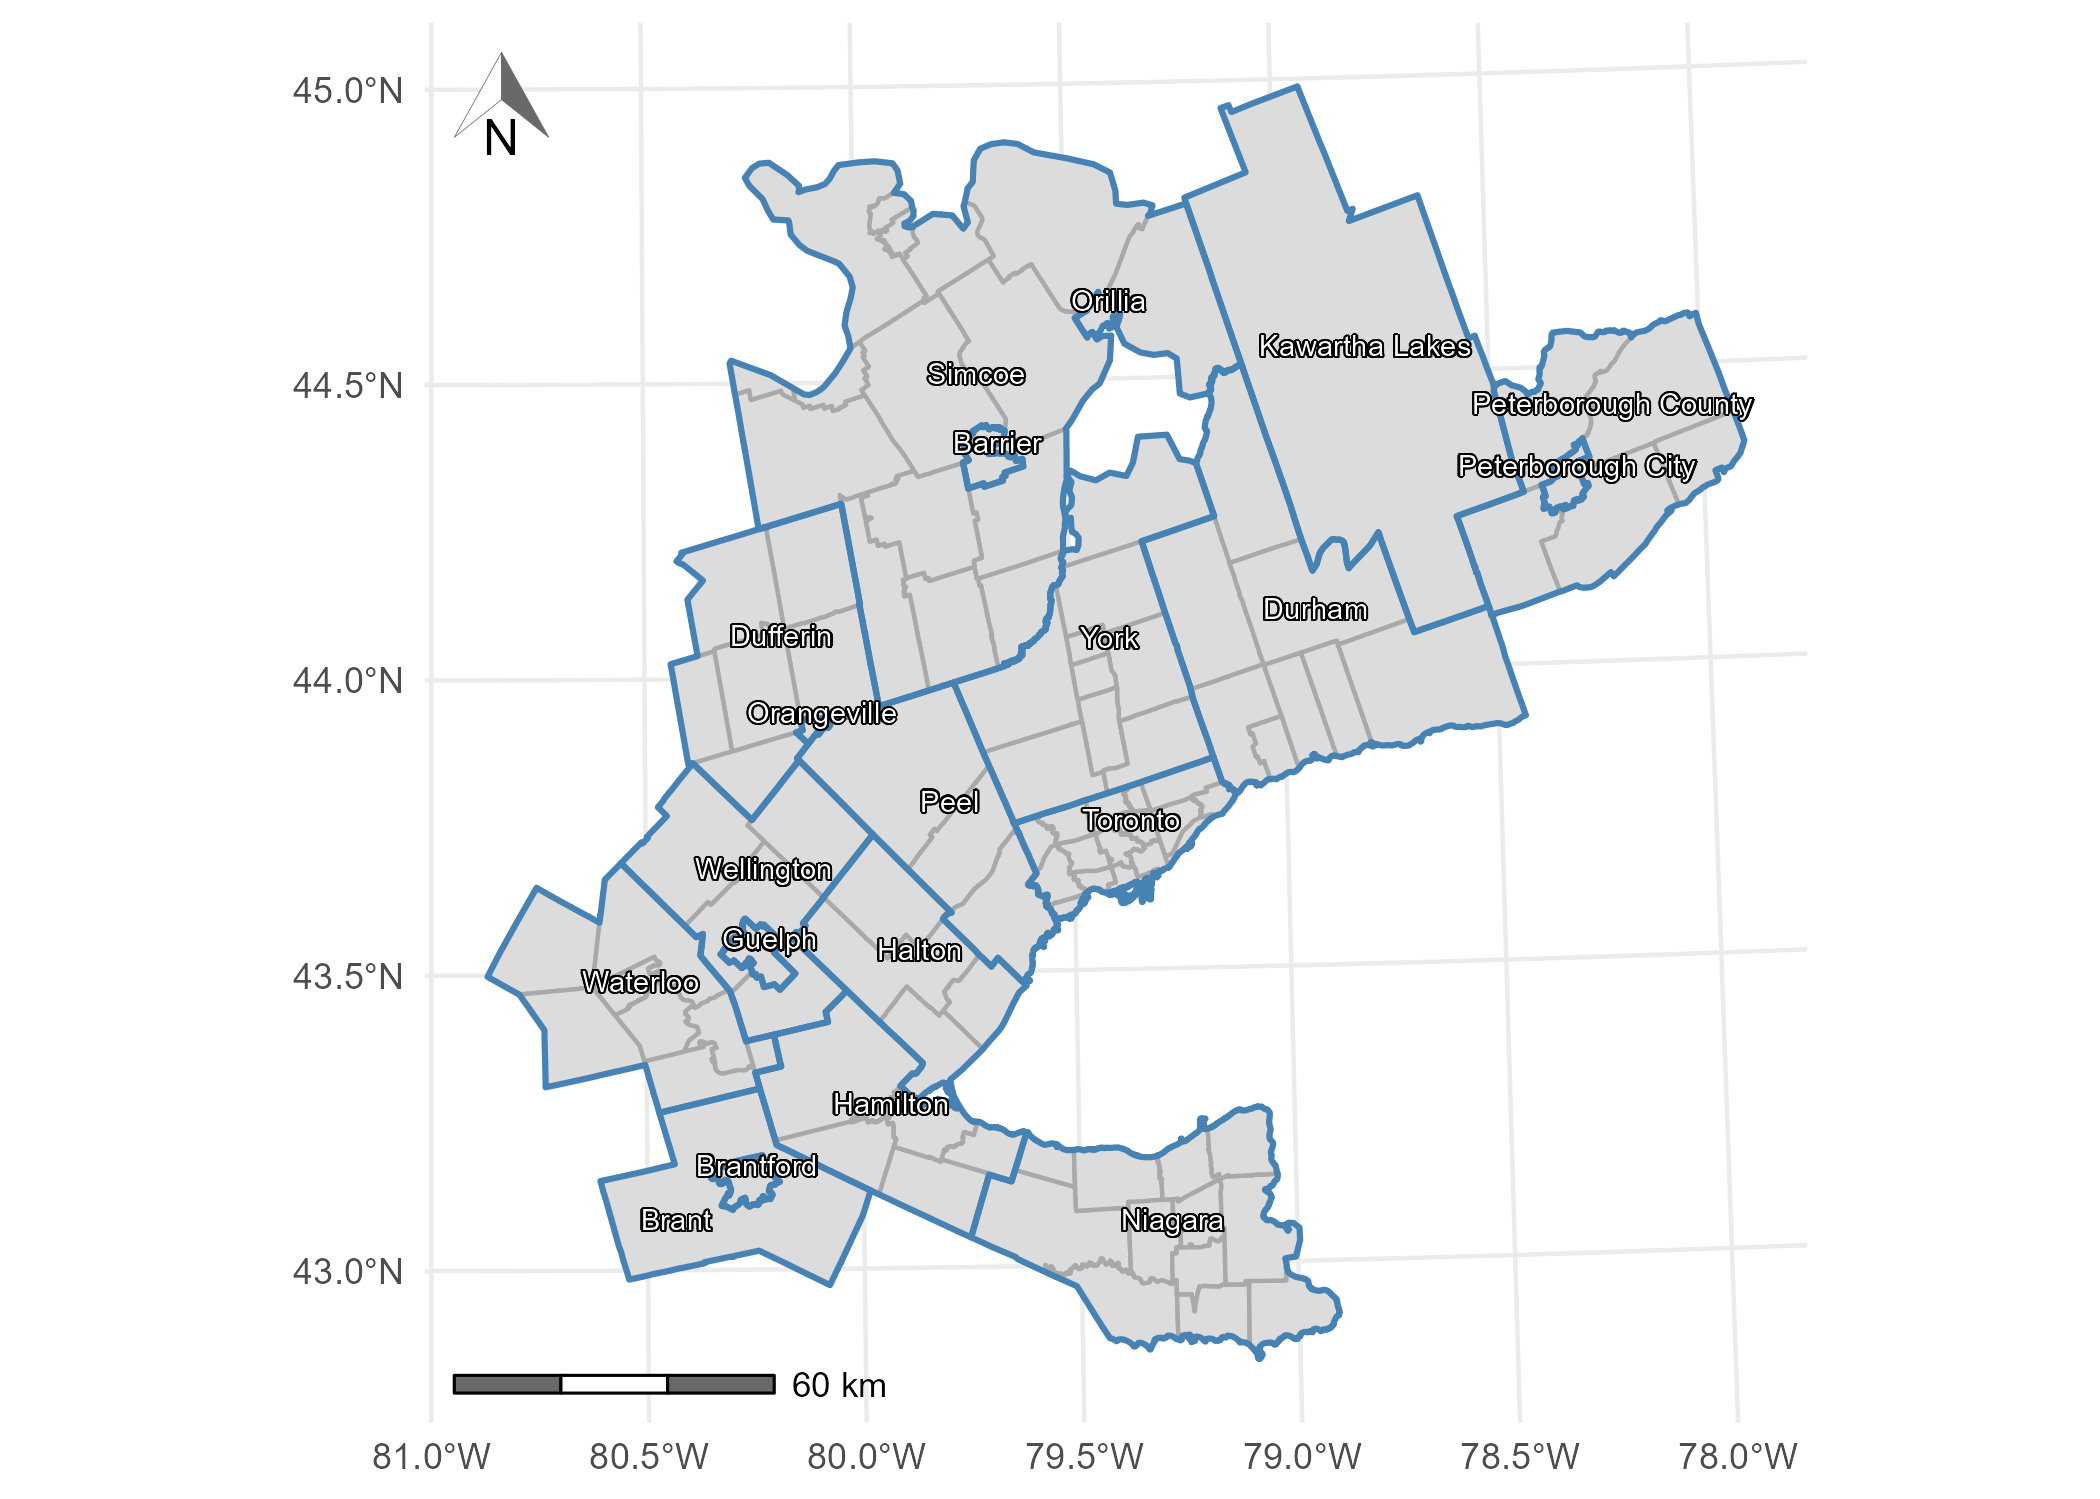 45.0°N
N
Orillia
Kawartha Lakes
44.5°N
Simcoe
Peterborough County
Barrier
Peterborough City
Durham
Dufferin
York
44.0°N
Orangeville
Peel
Toronto
Wellington
Guelph
Halton
43.5°N
Waterloo
Hamilton
Brantford
Brant
Niagara
43.0°N
60 km
81.0°W 80.5°W 80.0°W 79.5°W 79.0°W 78.5°W 78.0°W